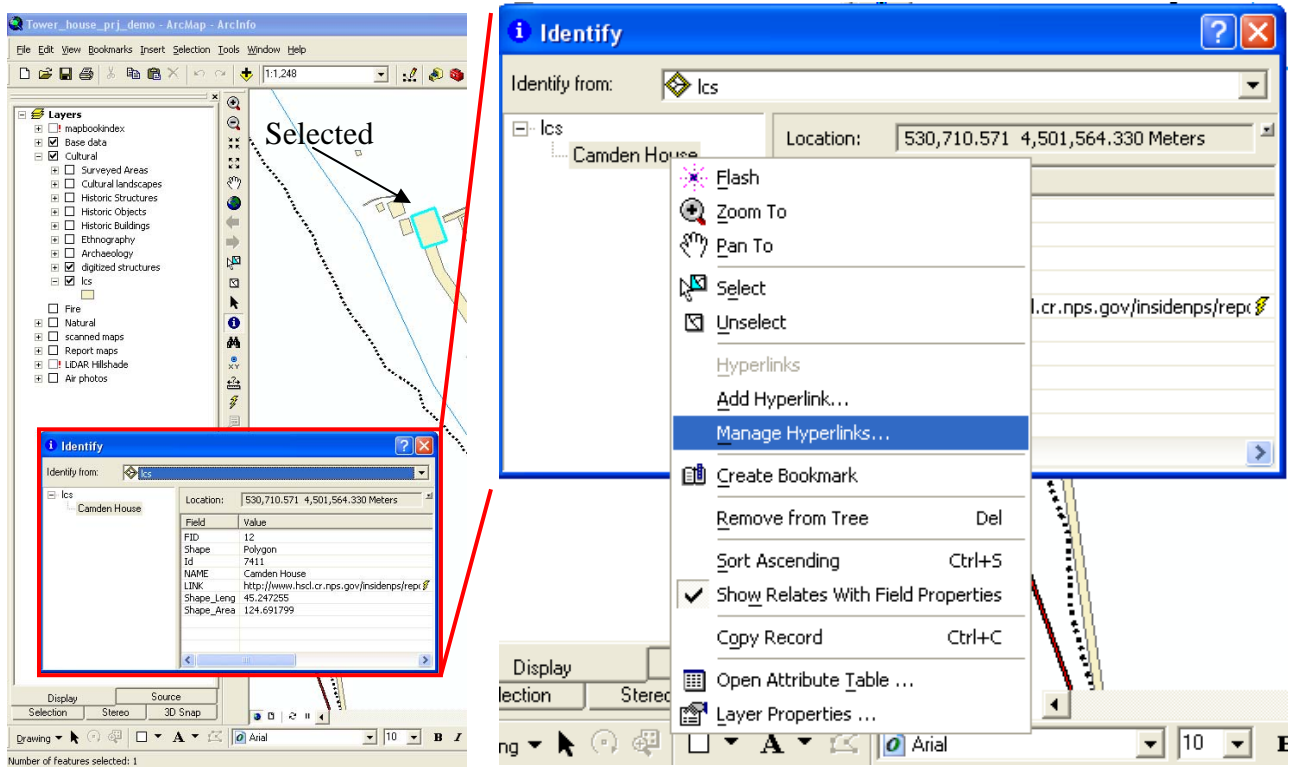 Tower_house_prj_demo - ArcMap - ArcInfo
File Edit View Bookmarks Insert Selection Tools Window Help
1:1,248
Layers
mapbookindex
Base data
Cultural
Surveyed Areas
Cultural landscapes
Historic Structures
Historic Objects
Historic Buildings
Ethnography
Archaeology
digitized structures
lcs
Fire
Natural
scanned maps
Report maps
LiDAR Hillshade
Air photos
Selected
Identify
Identify from: lcs
lcs
Camden House
Location: 530,710.571 4,501,564.330 Meters
Field Value
FID 12
Shape Polygon
Id 7411
NAME Camden House
LINK http://www.hscl.cr.nps.gov/insidenps/repo
Shape_Leng 45.247255
Shape_Area 124.691799
Display Source
Selection Stereo 3D Snap
Drawing A Arial 10 B I
Number of features selected: 1
Identify
Identify from: lcs
lcs
Camden House
Location: 530,710.571 4,501,564.330 Meters
l.cr.nps.gov/insidenps/repo
Flash
Zoom To
Pan To
Select
Unselect
Hyperlinks
Add Hyperlink...
Manage Hyperlinks...
Create Bookmark
Remove from Tree Del
Sort Ascending Ctrl+S
Show Relates With Field Properties
Copy Record Ctrl+C
Open Attribute Table ...
Layer Properties ...
Display
lection Stereo
ng A Arial 10 B